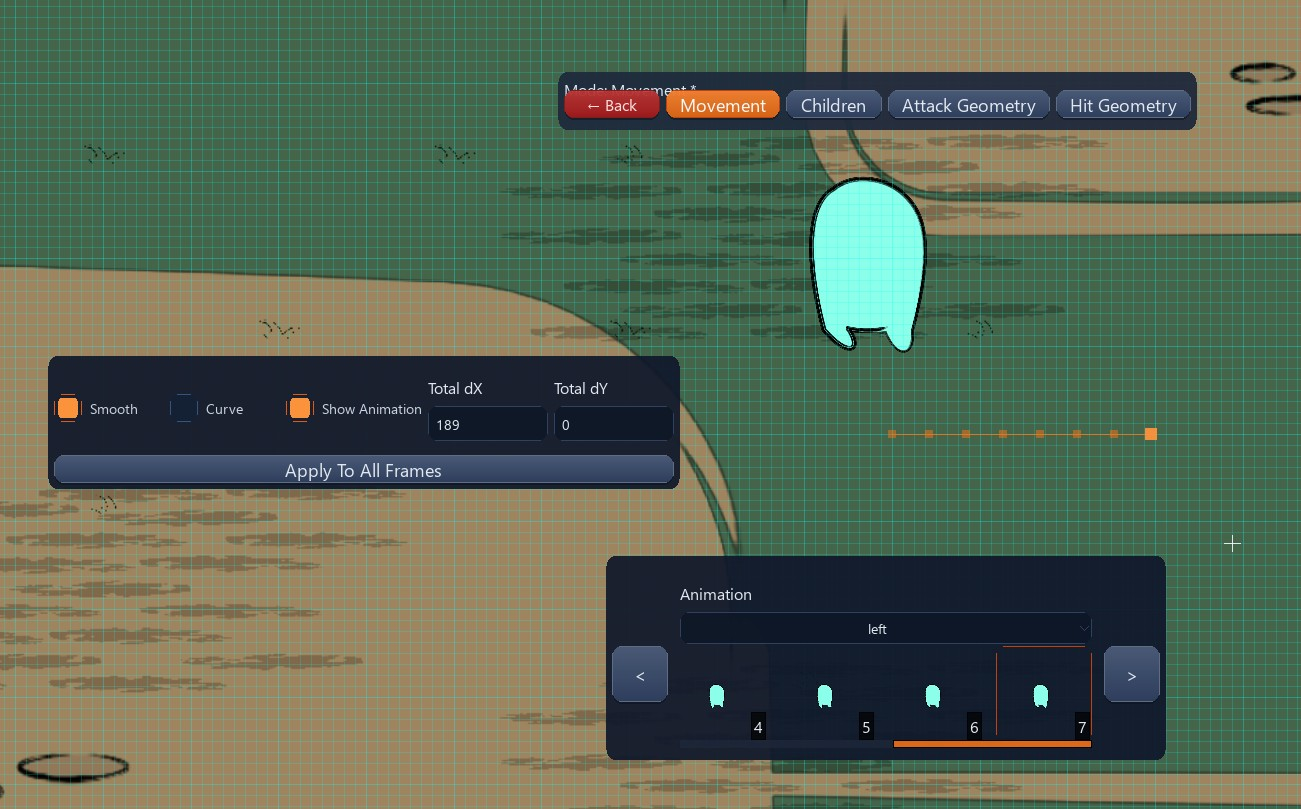 Mode: Movement *
← Back Movement Children Attack Geometry Hit Geometry
Total dX Total dY
Smooth Curve Show Animation
189 0
Apply To All Frames
Animation
left
< >
4 5 6 7